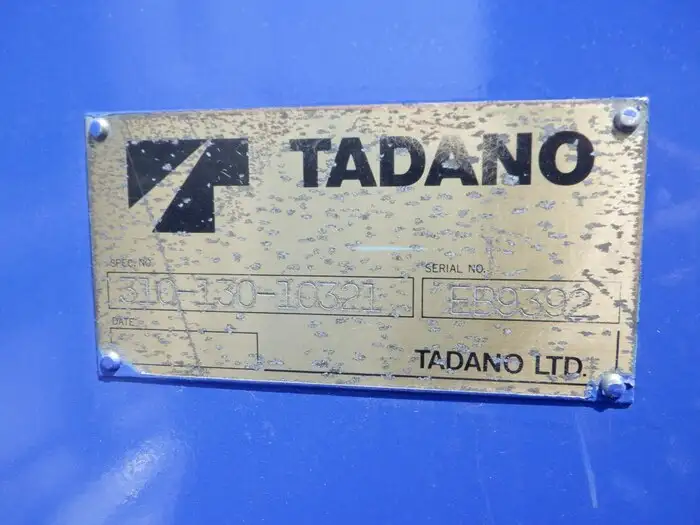 TADANO
SPEC. NO.
SERIAL NO.
310-130-10321
EB9392
DATE
TADANO LTD.